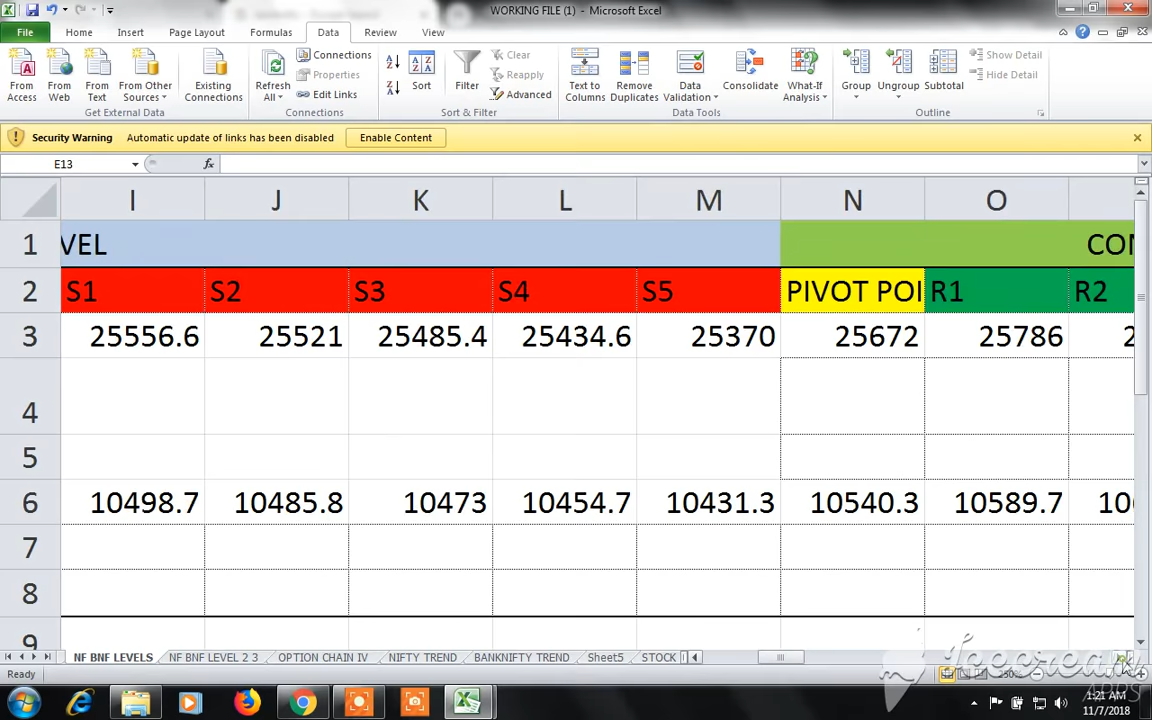 WORKING FILE (1) - Microsoft Excel
File Home Insert Page Layout Formulas Data Review View
From Access
From Web
From Text
From Other Sources
Existing Connections
Refresh All
Connections
Properties
Edit Links
Sort
Filter
Clear
Reapply
Advanced
Text to Columns
Remove Duplicates
Data Validation
Consolidate
What-If Analysis
Group
Ungroup
Subtotal
Show Detail
Hide Detail
Get External Data Connections Sort & Filter Data Tools Outline
Security Warning Automatic update of links has been disabled Enable Content
E13 fx
I J K L M N O
1 VEL CON
2 S1 S2 S3 S4 S5 PIVOT POI R1 R2
3 25556.6 25521 25485.4 25434.6 25370 25672 25786 2
4
5
6 10498.7 10485.8 10473 10454.7 10431.3 10540.3 10589.7 10
7
8
9
NF BNF LEVELS NF BNF LEVEL 2 3 OPTION CHAIN IV NIFTY TREND BANKNIFTY TREND Sheet5 STOCK
Ready 250%
Icecream APPS
1:21 AM
11/7/2018